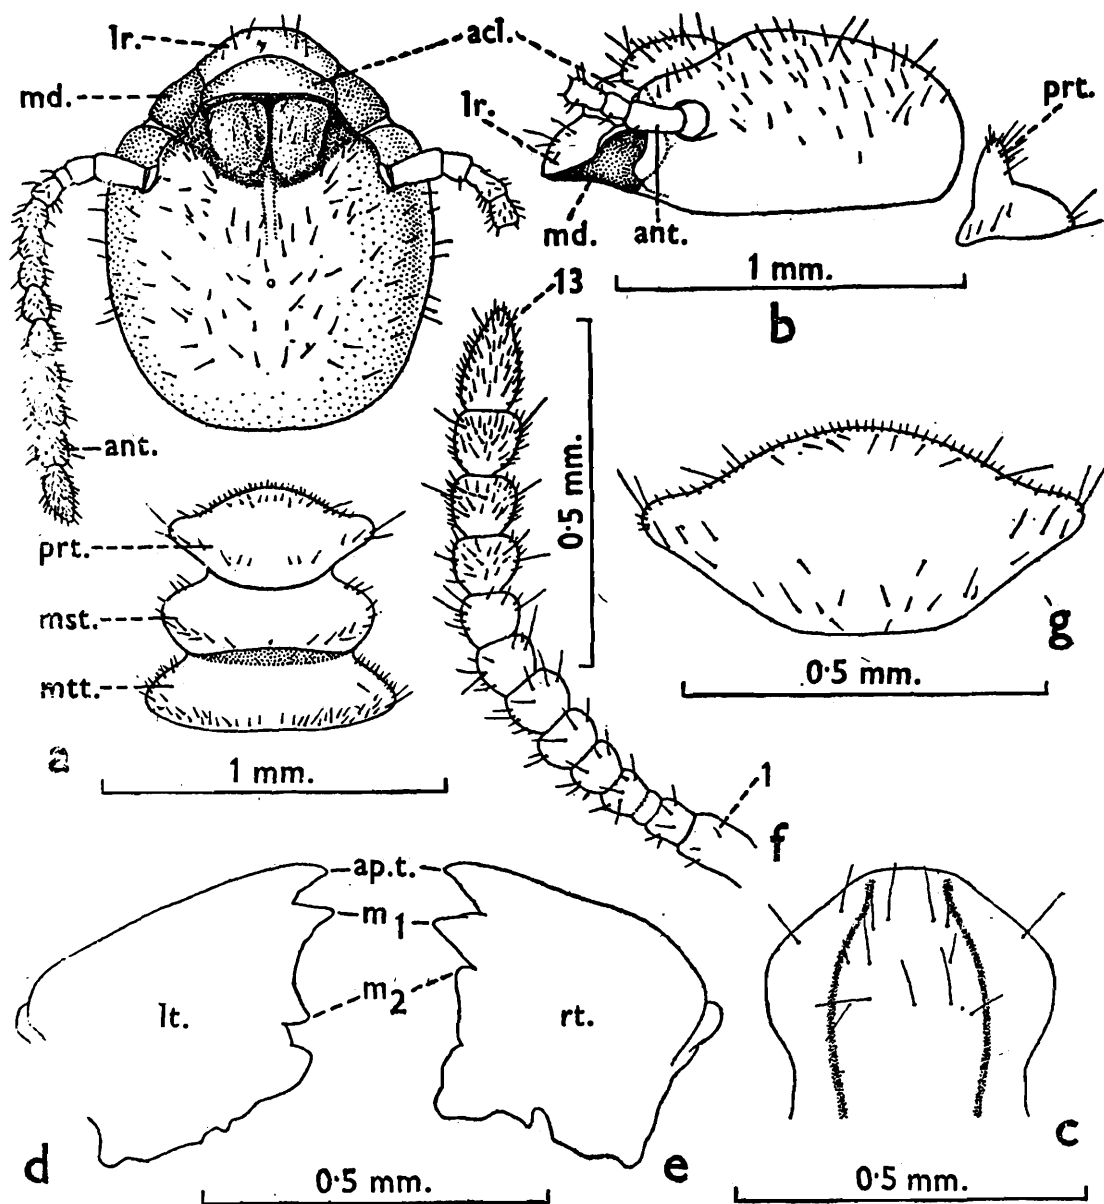 lr.
acl.
md.
lr.
prt.
md.
ant.
1 mm.
b
13
ant.
0·5 mm.
prt.
mst.
mtt.
g
0·5 mm.
a
1 mm.
1
f
ap.t.
m1
m2
lt.
rt.
c
d
e
0·5 mm.
0·5 mm.